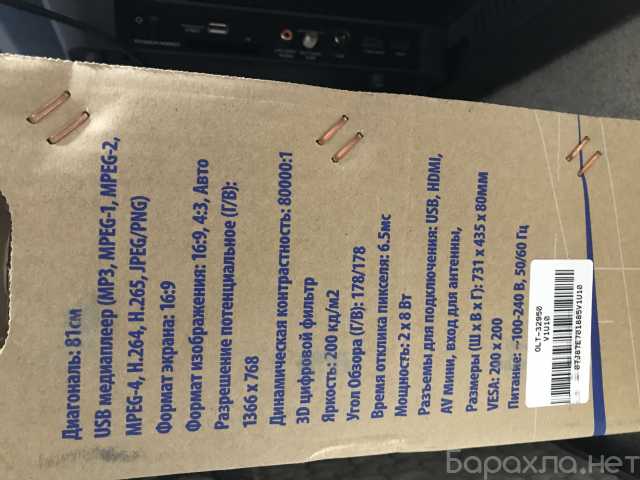 Диагональ: 81см
USB медиаплеер (MP3, MPEG-1, MPEG-2,
MPEG-4, H.264, H.265, JPEG/PNG)
Формат экрана: 16:9
Формат изображения: 16:9, 4:3, Авто
Разрешение потенциальное (Г/В):
1366 x 768
Динамическая контрастность: 80000:1
3D цифровой фильтр
Яркость: 200 кд/м2
Угол Обзора (Г/В): 178/178
Время отклика пикселя: 6.5мс
Мощность: 2 x 8 Вт
Разъемы для подключения: USB, HDMI,
AV мини, вход для антенны,
Размеры (Ш x В x Г): 731 x 435 x 80мм
VESA: 200 x 200
Питание: ~100-240 В, 50/60 Гц
OLT-32950
V1U10
Барахла.нет